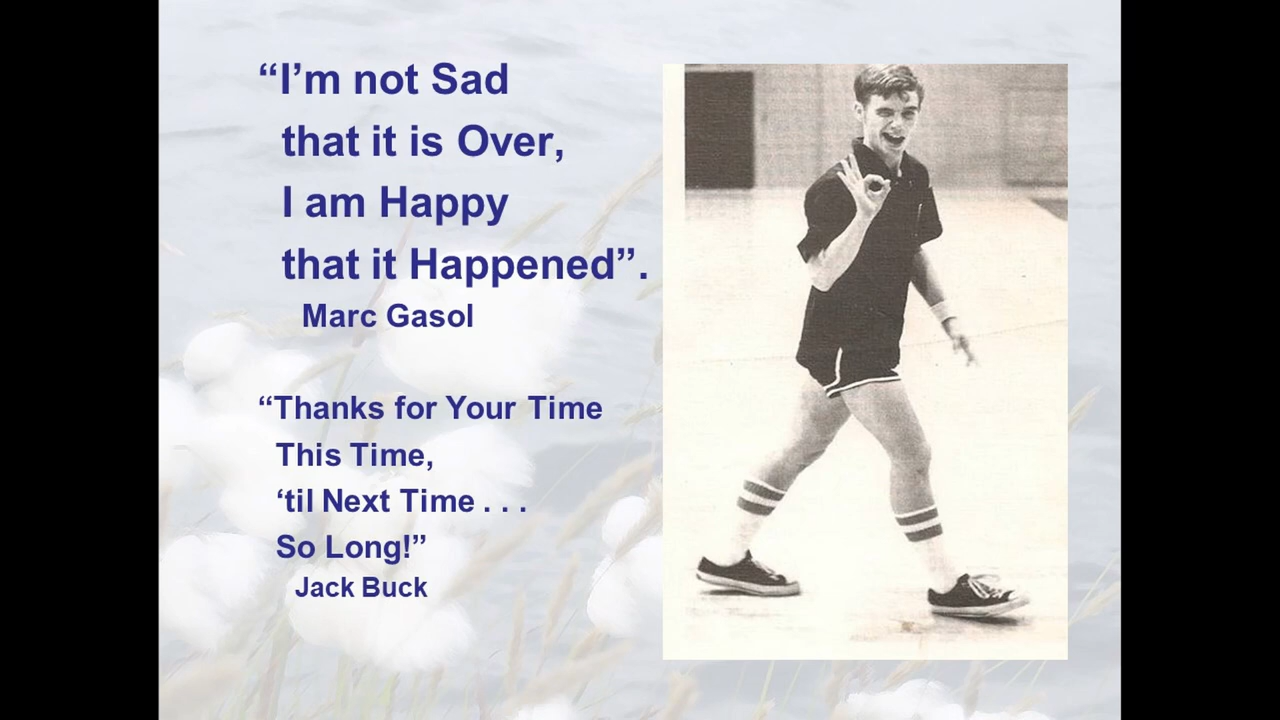 “I’m not Sad
that it is Over,
I am Happy
that it Happened”.
Marc Gasol
“Thanks for Your Time
This Time,
‘til Next Time . . .
So Long!”
Jack Buck